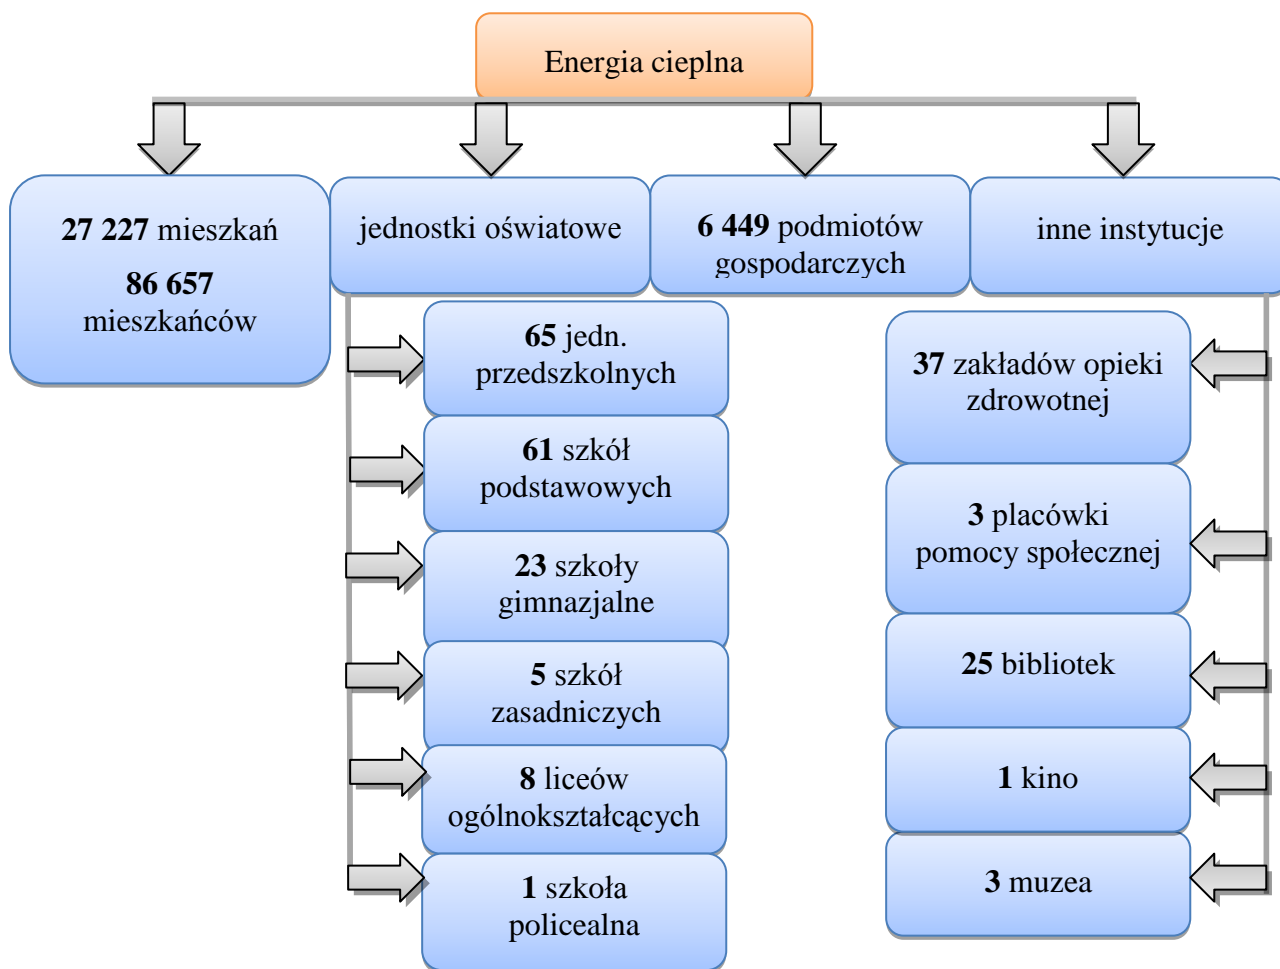 Energia cieplna
27 227 mieszkań
86 657
mieszkańców
jednostki oświatowe
6 449 podmiotów
gospodarczych
inne instytucje
65 jedn.
przedszkolnych
61 szkół
podstawowych
23 szkoły
gimnazjalne
5 szkół
zasadniczych
8 liceów
ogólnokształcących
1 szkoła
policealna
37 zakładów opieki
zdrowotnej
3 placówki
pomocy społecznej
25 bibliotek
1 kino
3 muzea